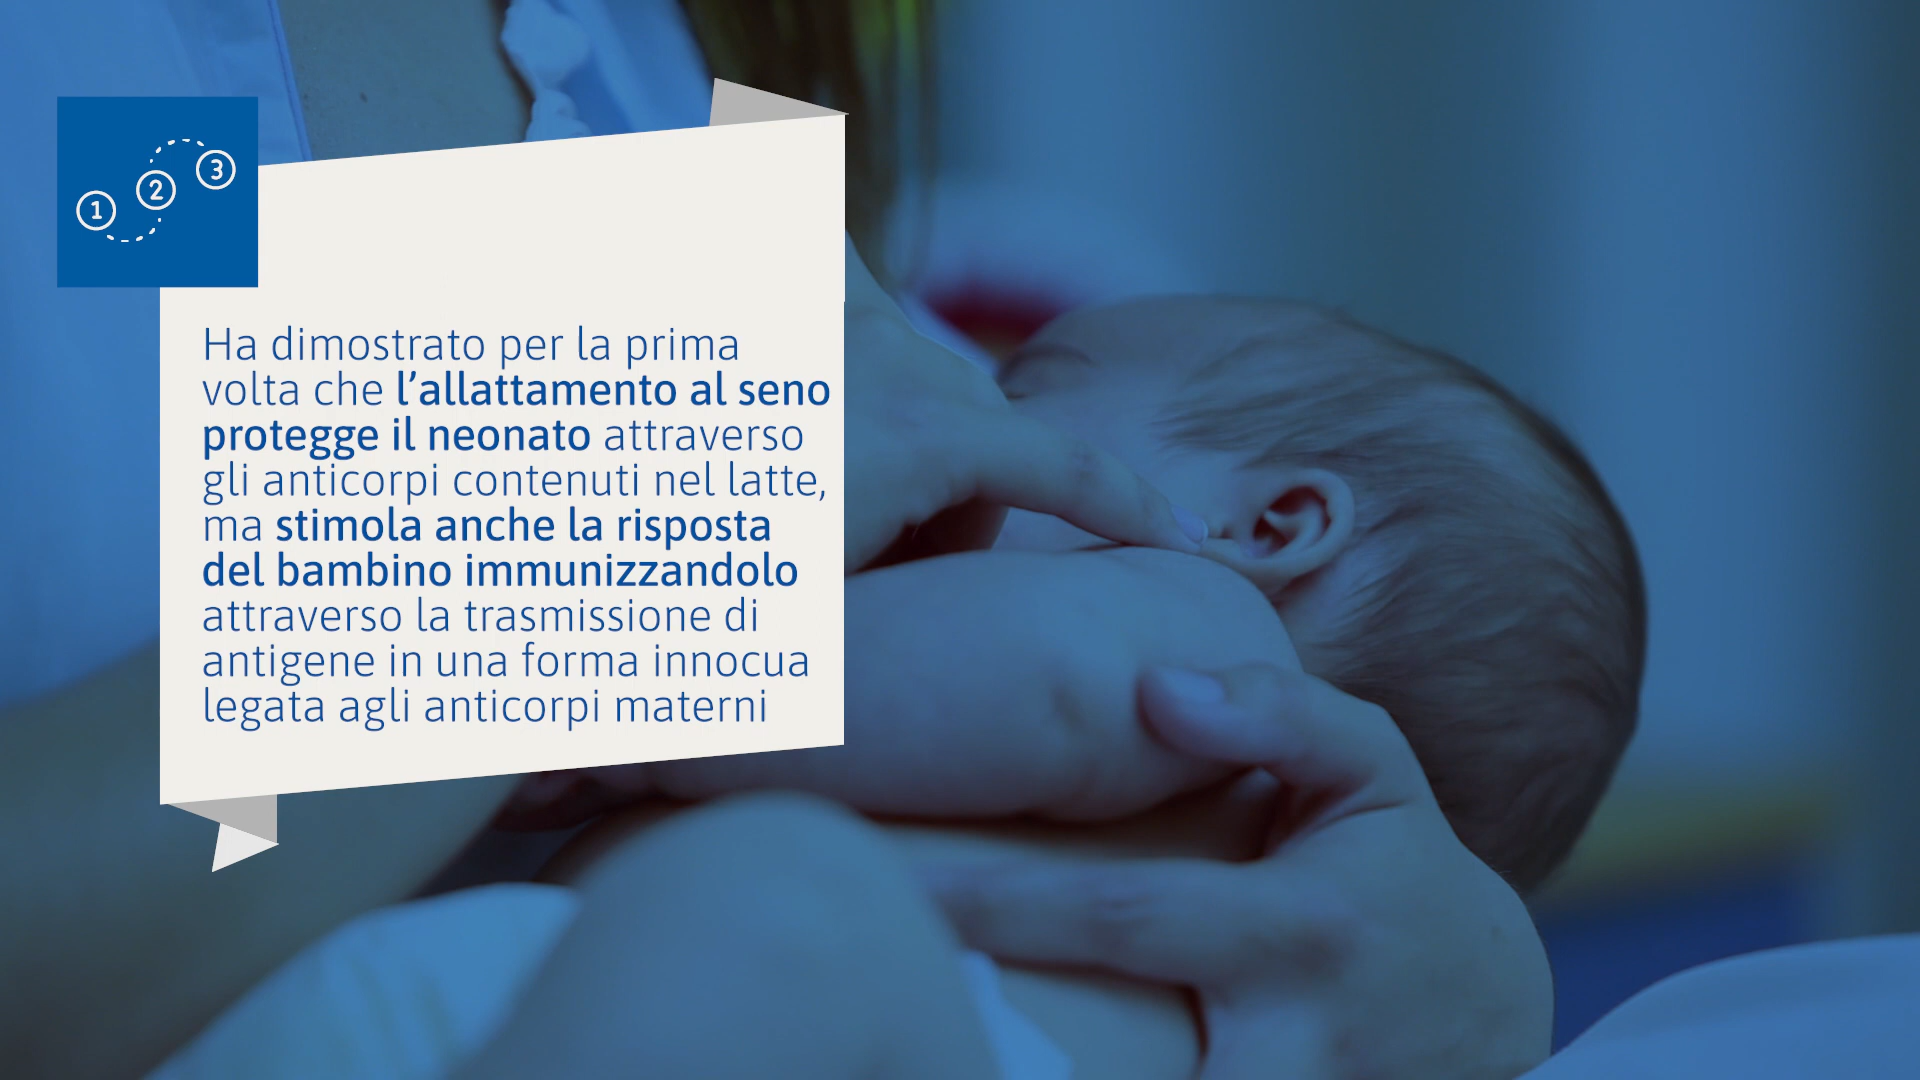 1
2
3
Ha dimostrato per la prima
volta che l’allattamento al seno
protegge il neonato attraverso
gli anticorpi contenuti nel latte,
ma stimola anche la risposta
del bambino immunizzandolo
attraverso la trasmissione di
antigene in una forma innocua
legata agli anticorpi materni